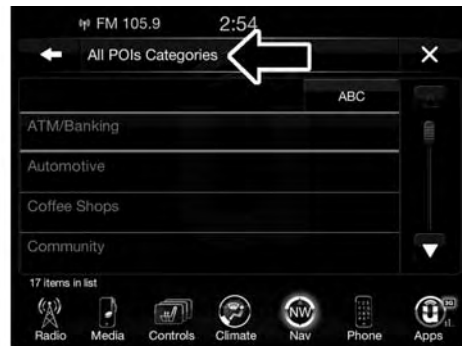 FM 105.9 2:54
All POIs Categories
ABC
ATM/Banking
Automotive
Coffee Shops
Community
17 items in list
NW
3G
Radio Media Controls Climate Nav Phone Apps